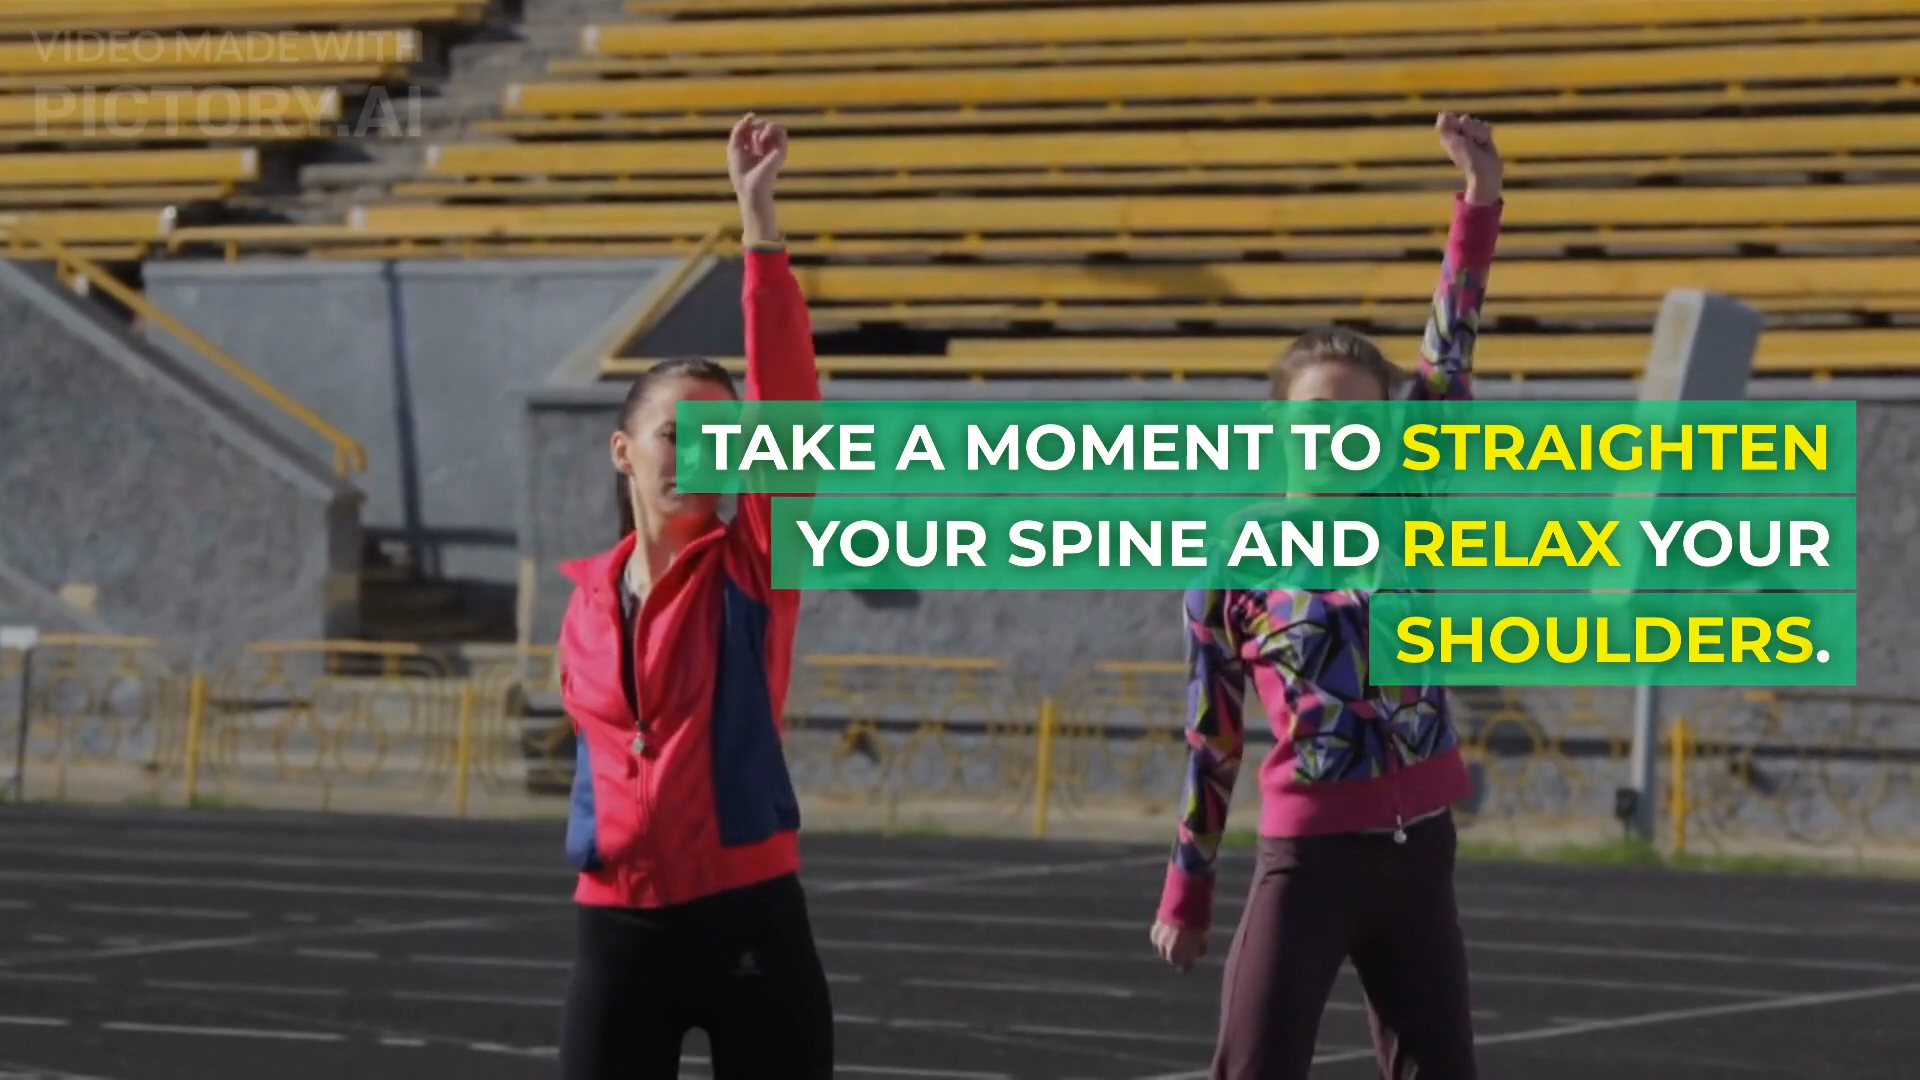 VIDEO MADE WITH
PICTORY.AI
TAKE A MOMENT TO STRAIGHTEN
YOUR SPINE AND RELAX YOUR
SHOULDERS.